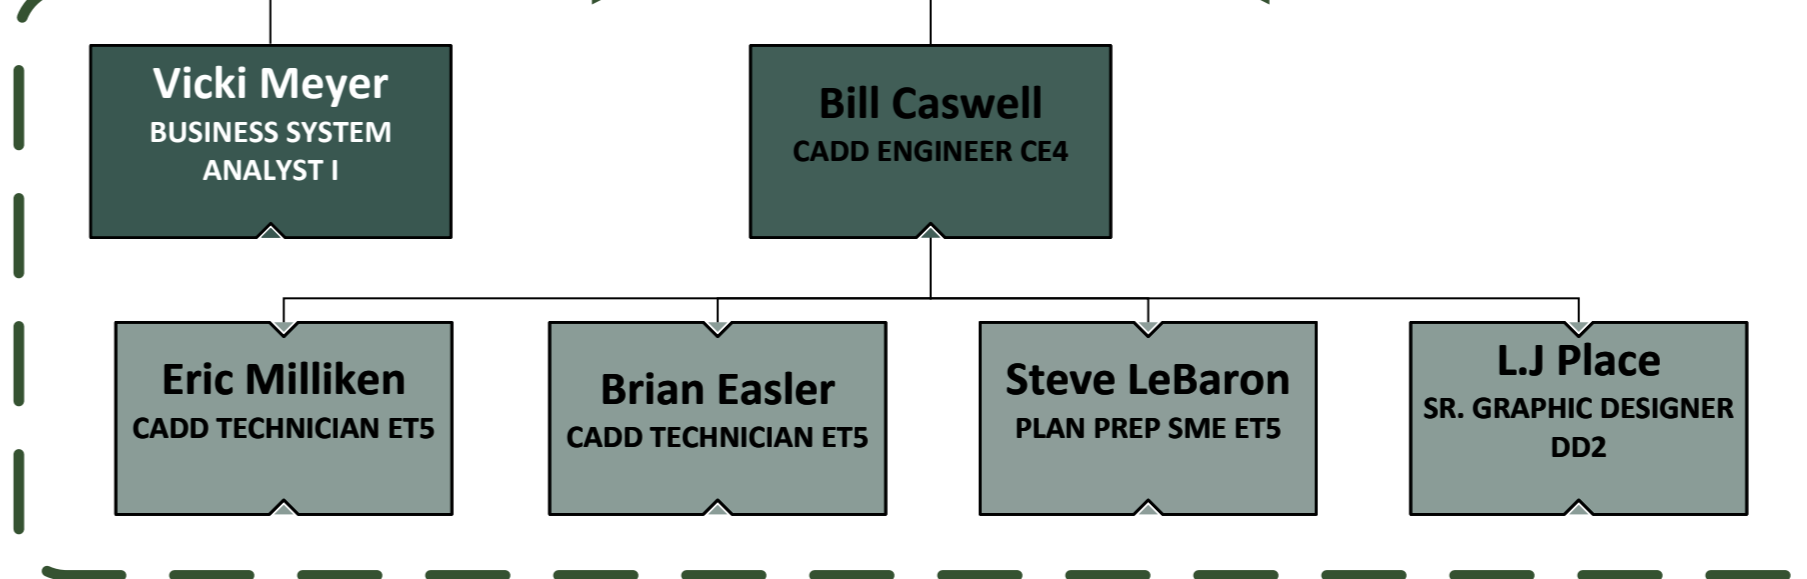 Vicki Meyer
BUSINESS SYSTEM
ANALYST I
Bill Caswell
CADD ENGINEER CE4
Eric Milliken
CADD TECHNICIAN ET5
Brian Easler
CADD TECHNICIAN ET5
Steve LeBaron
PLAN PREP SME ET5
L.J Place
SR. GRAPHIC DESIGNER
DD2